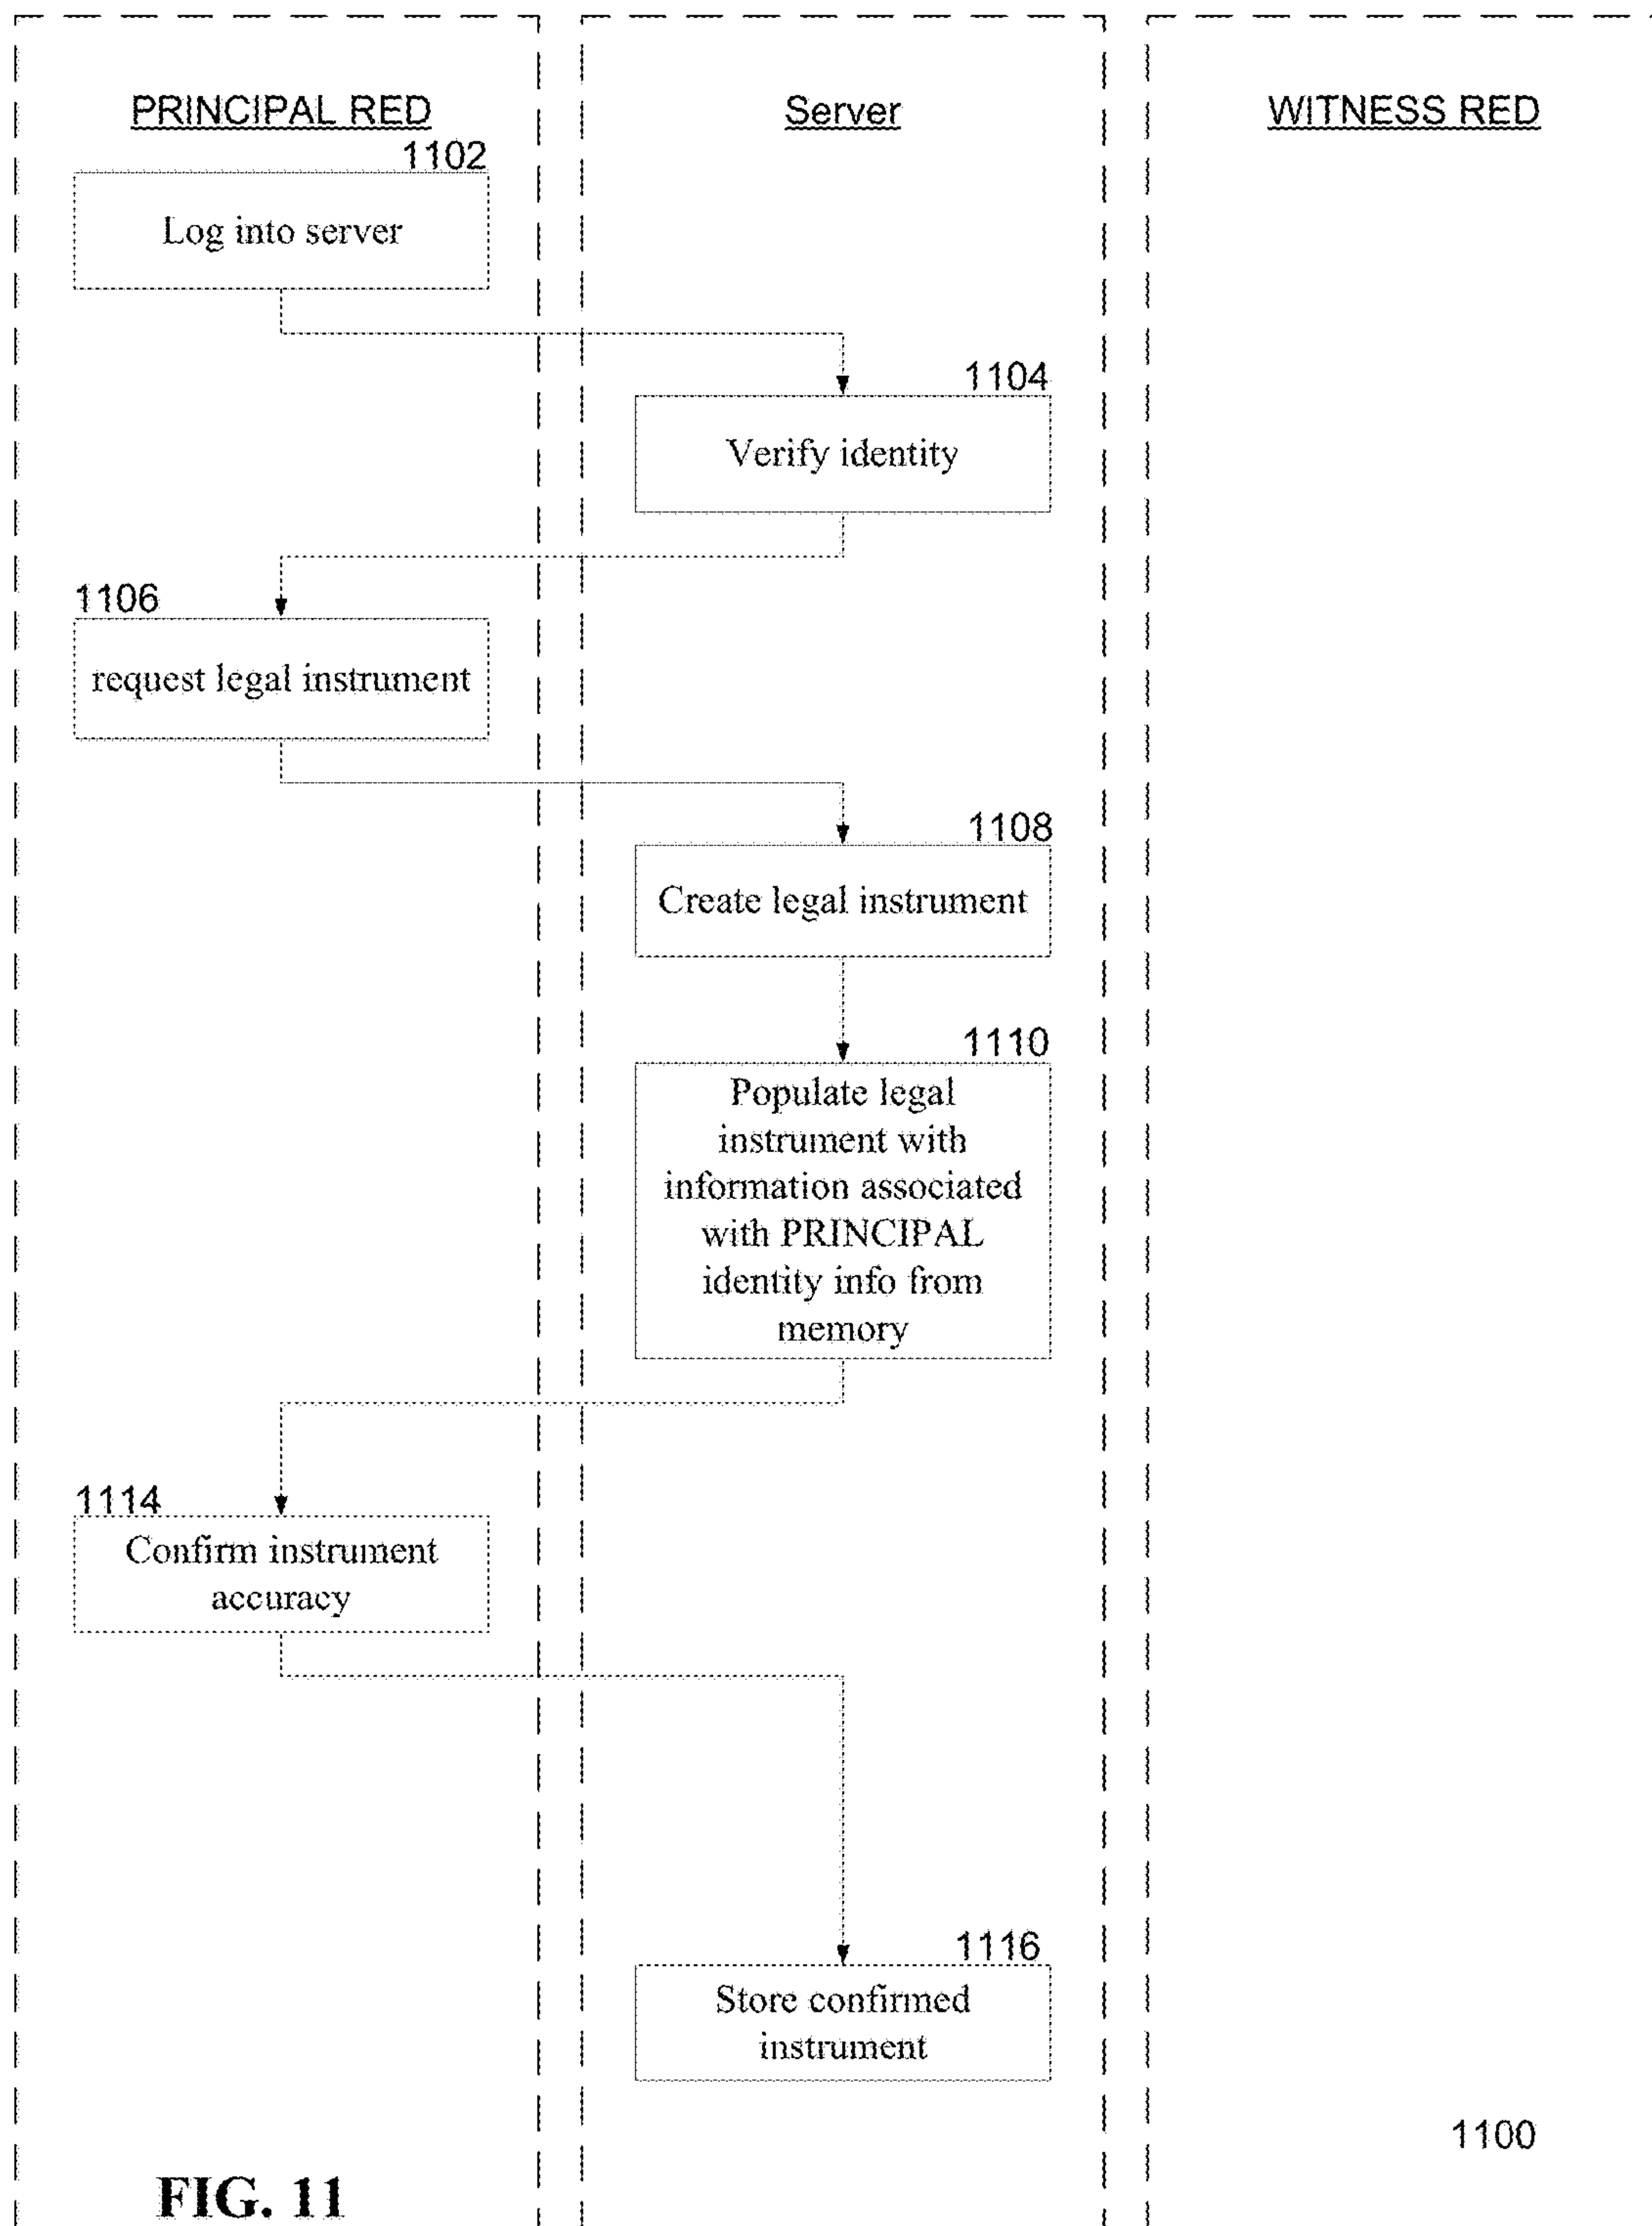 PRINCIPAL RED
Server
WITNESS RED
1102
Log into server
1104
Verify identity
1106
request legal instrument
1108
Create legal instrument
1110
Populate legal
instrument with
information associated
with PRINCIPAL
identity info from
memory
1114
Confirm instrument
accuracy
1116
Store confirmed
instrument
1100
FIG. 11